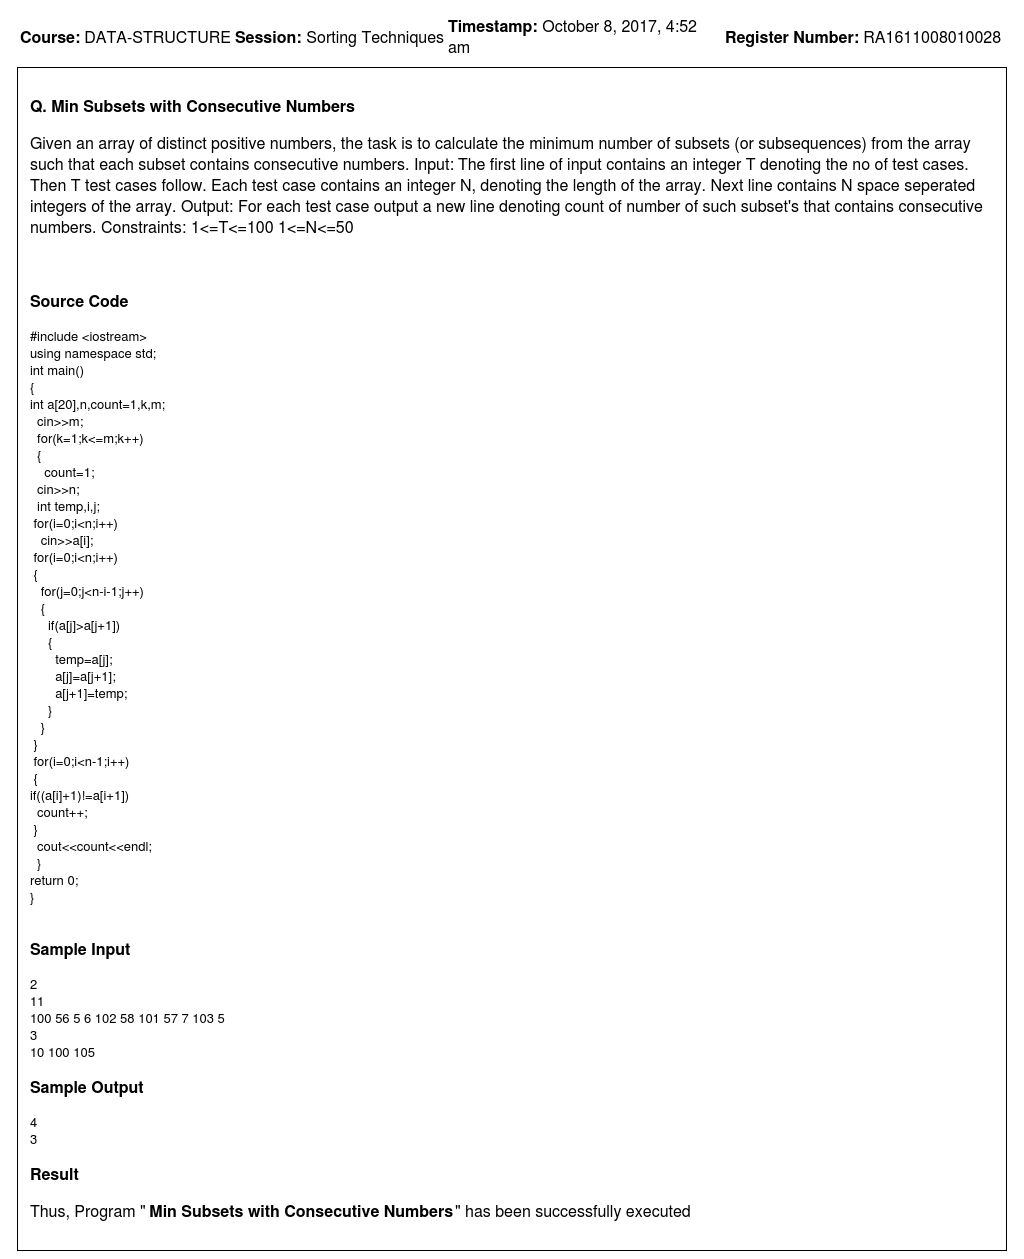 Course: DATA-STRUCTURE Session: Sorting Techniques Timestamp: October 8, 2017, 4:52 am Register Number: RA1611008010028
Q. Min Subsets with Consecutive Numbers
Given an array of distinct positive numbers, the task is to calculate the minimum number of subsets (or subsequences) from the array
such that each subset contains consecutive numbers. Input: The first line of input contains an integer T denoting the no of test cases.
Then T test cases follow. Each test case contains an integer N, denoting the length of the array. Next line contains N space seperated
integers of the array. Output: For each test case output a new line denoting count of number of such subset's that contains consecutive
numbers. Constraints: 1<=T<=100 1<=N<=50
Source Code
#include <iostream>
using namespace std;
int main()
{
int a[20],n,count=1,k,m;
cin>>m;
for(k=1;k<=m;k++)
{
count=1;
cin>>n;
int temp,i,j;
for(i=0;i<n;i++)
cin>>a[i];
for(i=0;i<n;i++)
{
for(j=0;j<n-i-1;j++)
{
if(a[j]>a[j+1])
{
temp=a[j];
a[j]=a[j+1];
a[j+1]=temp;
}
}
}
for(i=0;i<n-1;i++)
{
if((a[i]+1)!=a[i+1])
count++;
}
cout<<count<<endl;
}
return 0;
}
Sample Input
2
11
100 56 5 6 102 58 101 57 7 103 5
3
10 100 105
Sample Output
4
3
Result
Thus, Program " Min Subsets with Consecutive Numbers" has been successfully executed